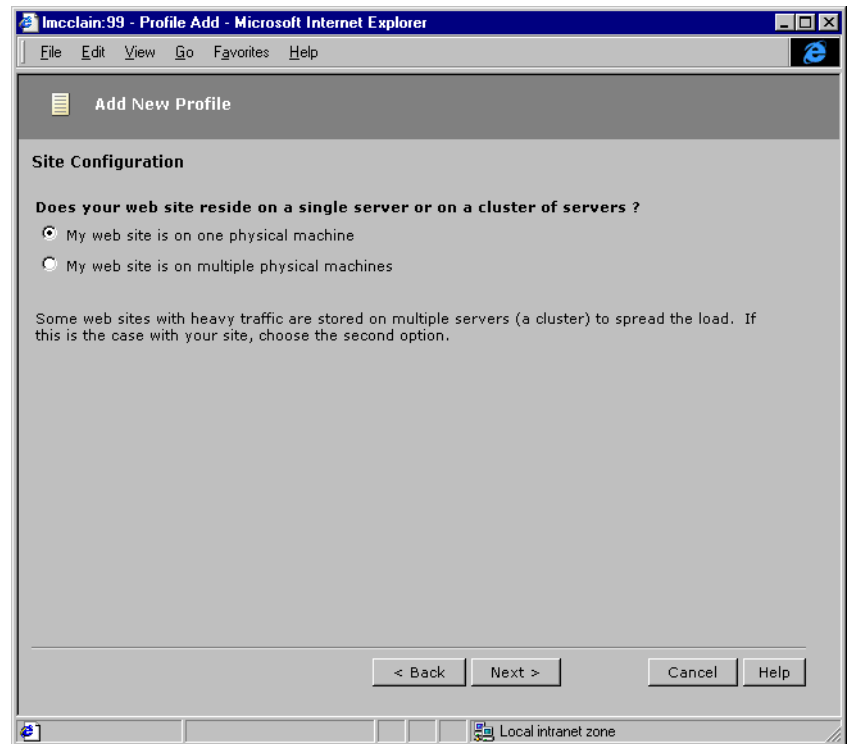 lmcclain:99 - Profile Add - Microsoft Internet Explorer
File Edit View Go Favorites Help
Add New Profile
Site Configuration
Does your web site reside on a single server or on a cluster of servers ?
My web site is on one physical machine
My web site is on multiple physical machines
Some web sites with heavy traffic are stored on multiple servers (a cluster) to spread the load. If
this is the case with your site, choose the second option.
< Back Next > Cancel Help
Local intranet zone